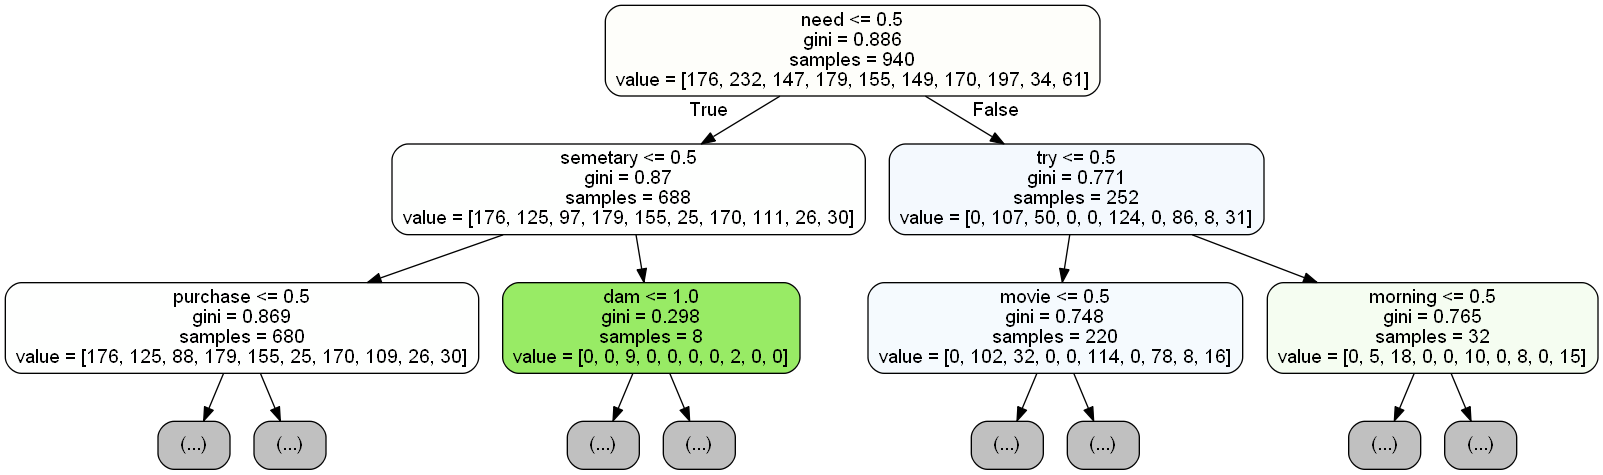 need <= 0.5
gini = 0.886
samples = 940
value = [176, 232, 147, 179, 155, 149, 170, 197, 34, 61]
True
False
semetary <= 0.5
gini = 0.87
samples = 688
value = [176, 125, 97, 179, 155, 25, 170, 111, 26, 30]
try <= 0.5
gini = 0.771
samples = 252
value = [0, 107, 50, 0, 0, 124, 0, 86, 8, 31]
purchase <= 0.5
gini = 0.869
samples = 680
value = [176, 125, 88, 179, 155, 25, 170, 109, 26, 30]
dam <= 1.0
gini = 0.298
samples = 8
value = [0, 0, 9, 0, 0, 0, 0, 2, 0, 0]
movie <= 0.5
gini = 0.748
samples = 220
value = [0, 102, 32, 0, 0, 114, 0, 78, 8, 16]
morning <= 0.5
gini = 0.765
samples = 32
value = [0, 5, 18, 0, 0, 10, 0, 8, 0, 15]
(...)
(...)
(...)
(...)
(...)
(...)
(...)
(...)